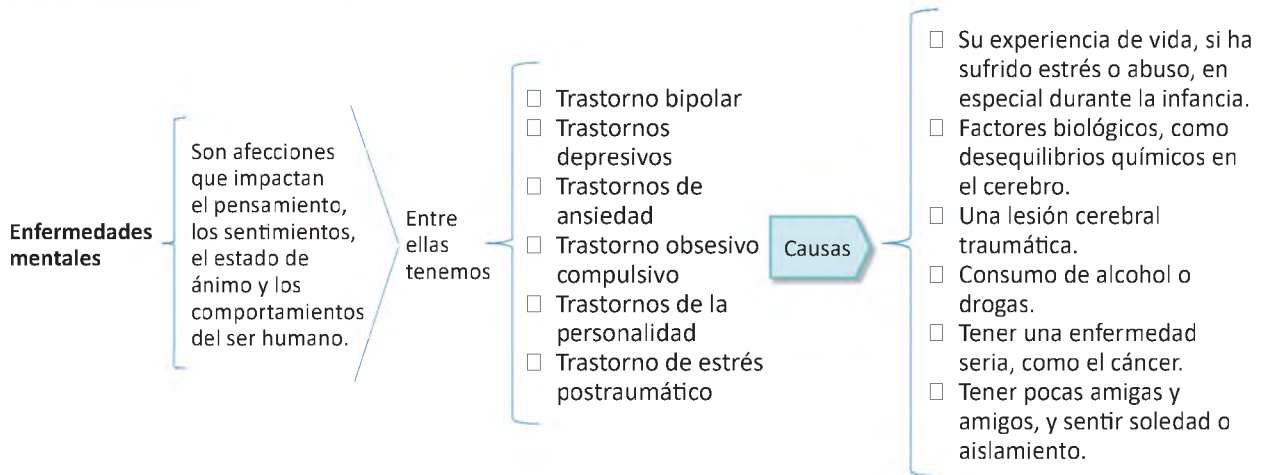 Enfermedades
mentales
Son afecciones
que impactan
el pensamiento,
los sentimientos,
el estado de
ánimo y los
comportamientos
del ser humano.
Entre
ellas
tenemos
Trastorno bipolar
Trastornos
depresivos
Trastornos de
ansiedad
Trastorno obsesivo
compulsivo
Trastornos de la
personalidad
Trastorno de estrés
postraumático
Causas
Su experiencia de vida, si ha
sufrido estrés o abuso, en
especial durante la infancia.
Factores biológicos, como
desequilibrios químicos en
el cerebro.
Una lesión cerebral
traumática.
Consumo de alcohol o
drogas.
Tener una enfermedad
seria, como el cáncer.
Tener pocas amigas y
amigos, y sentir soledad o
aislamiento.